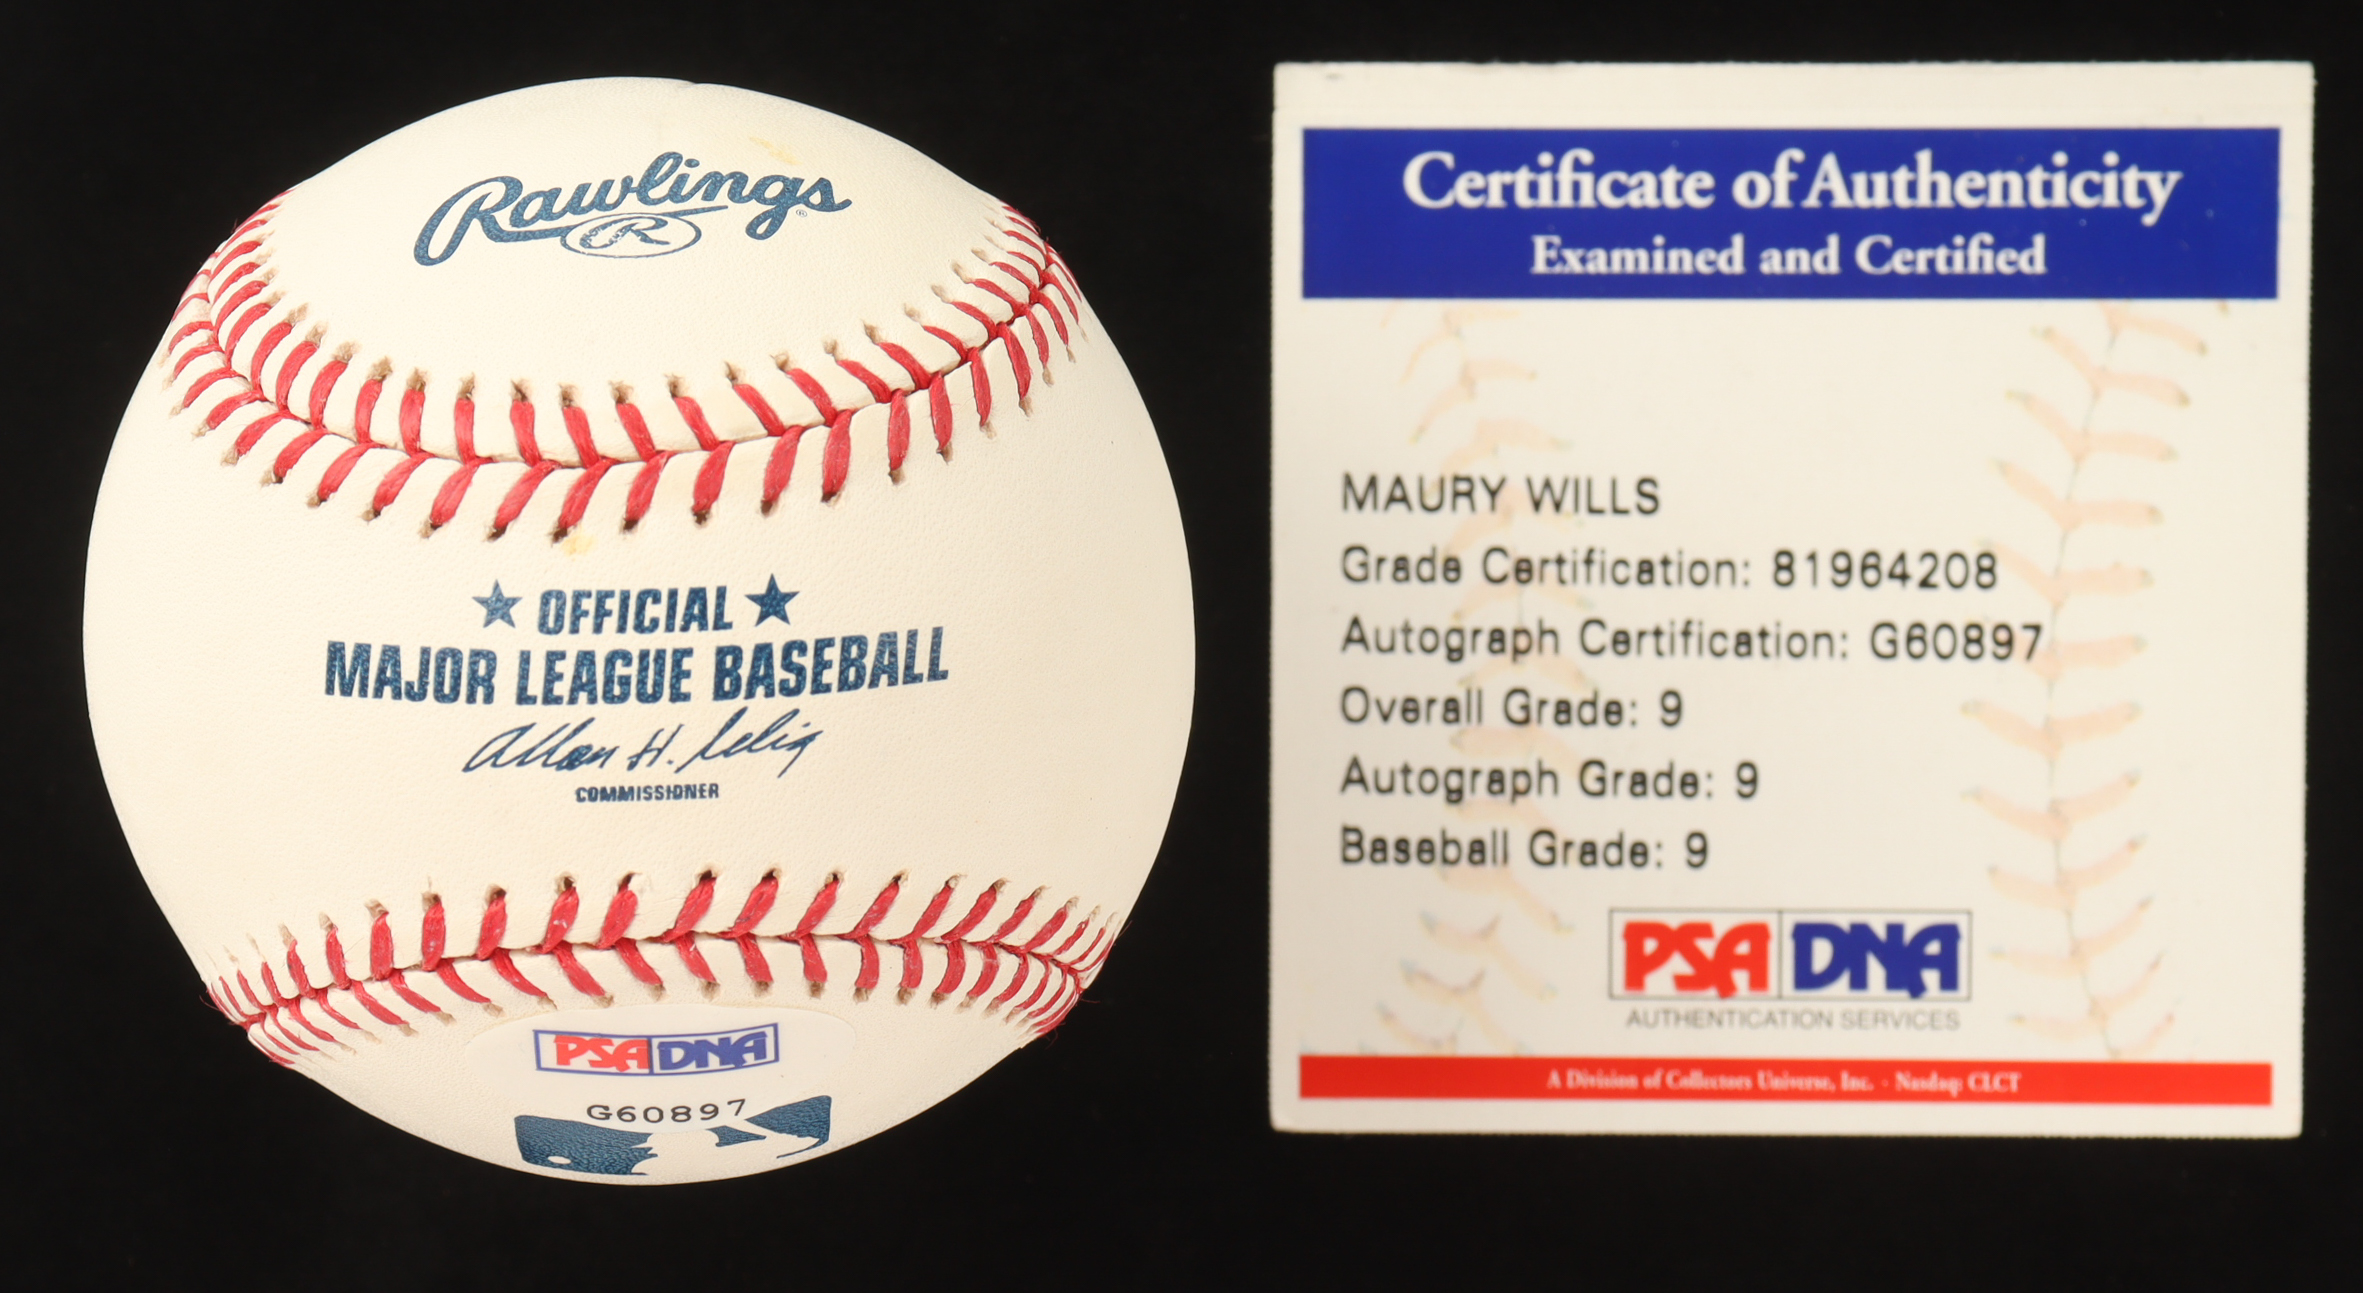 Rawlings
R
®
★ OFFICIAL ★
MAJOR LEAGUE BASEBALL
Allan H. Selig
COMMISSIONER
PSA DNA
G60897
Certificate of Authenticity
Examined and Certified
MAURY WILLS
Grade Certification: 81964208
Autograph Certification: G60897
Overall Grade: 9
Autograph Grade: 9
Baseball Grade: 9
PSA DNA
AUTHENTICATION SERVICES
A Division of Collectors Universe, Inc. · Nasdaq: CLCT